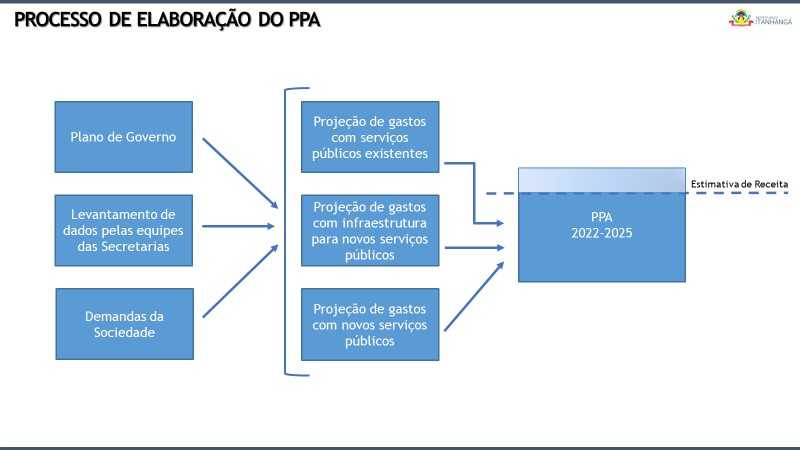 PROCESSO DE ELABORAÇÃO DO PPA
ITANHANGÁ
Plano de Governo
Levantamento de
dados pelas equipes
das Secretarias
Demandas da
Sociedade
Projeção de gastos
com serviços
públicos existentes
Projeção de gastos
com infraestrutura
para novos serviços
públicos
Projeção de gastos
com novos serviços
públicos
Estimativa de Receita
PPA
2022-2025